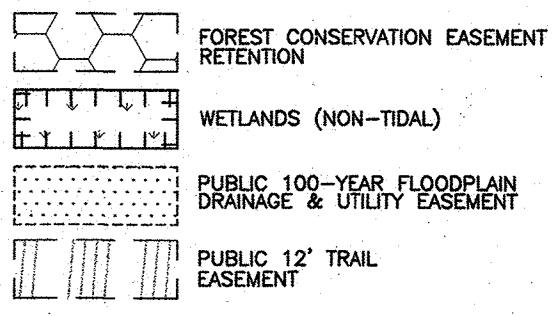 FOREST CONSERVATION EASEMENT
RETENTION
WETLANDS (NON-TIDAL)
PUBLIC 100-YEAR FLOODPLAIN
DRAINAGE & UTILITY EASEMENT
PUBLIC 12' TRAIL
EASEMENT